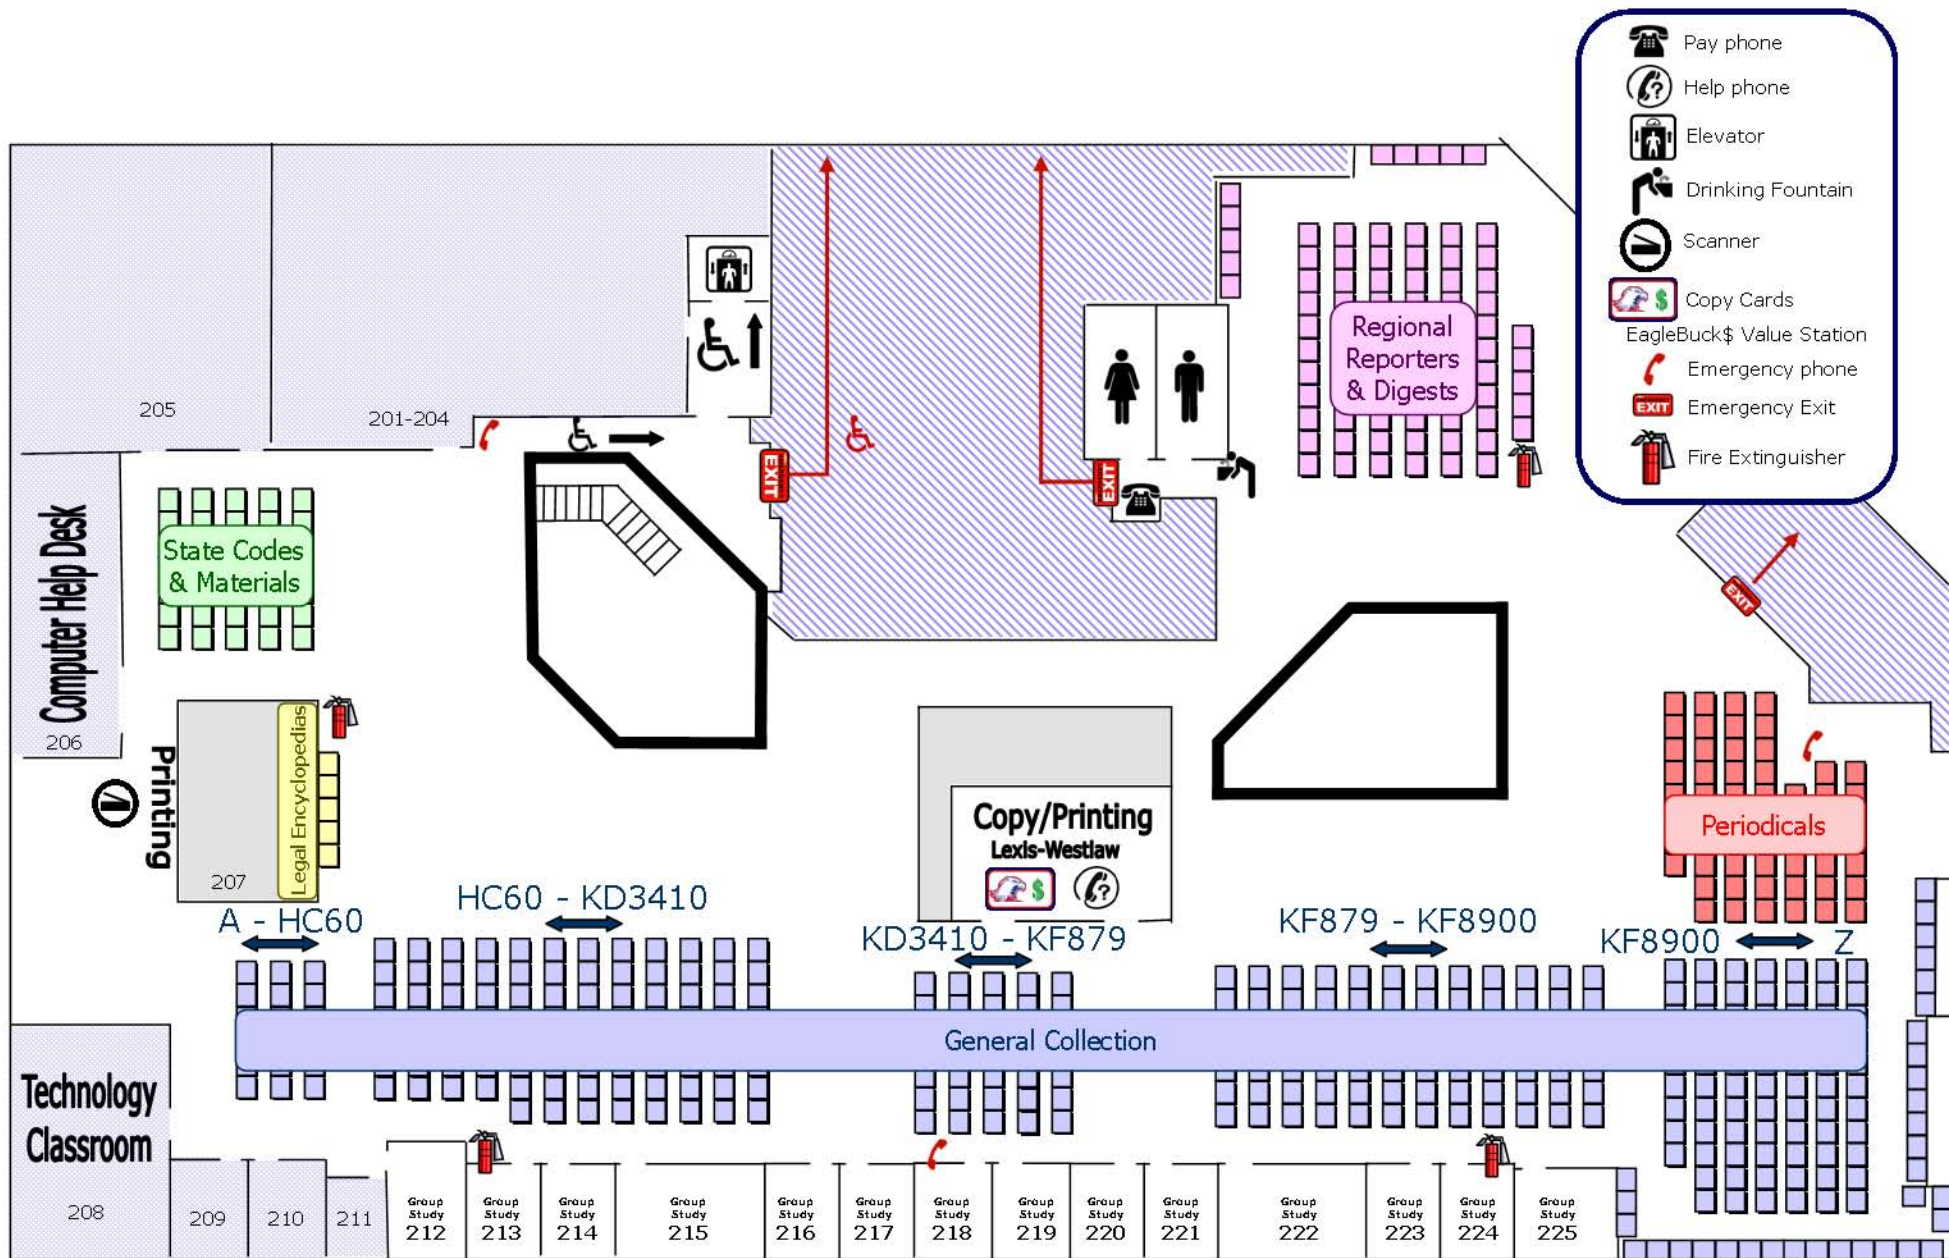 Pay phone
Help phone
Elevator
Drinking Fountain
Scanner
$ Copy Cards
EagleBuck$ Value Station
Emergency phone
EXIT Emergency Exit
Fire Extinguisher
205
201-204
Regional
Reporters
& Digests
EXIT
EXIT
EXIT
Computer Help Desk
206
State Codes
& Materials
Printing
207
Legal Encyclopedias
Copy/Printing
Lexis-Westlaw
$ ?
Periodicals
A - HC60
HC60 - KD3410
KD3410 - KF879
KF879 - KF8900
KF8900 Z
General Collection
Technology
Classroom
208
209
210
211
Group
Study
212
Group
Study
213
Group
Study
214
Group
Study
215
Group
Study
216
Group
Study
217
Group
Study
218
Group
Study
219
Group
Study
220
Group
Study
221
Group
Study
222
Group
Study
223
Group
Study
224
Group
Study
225